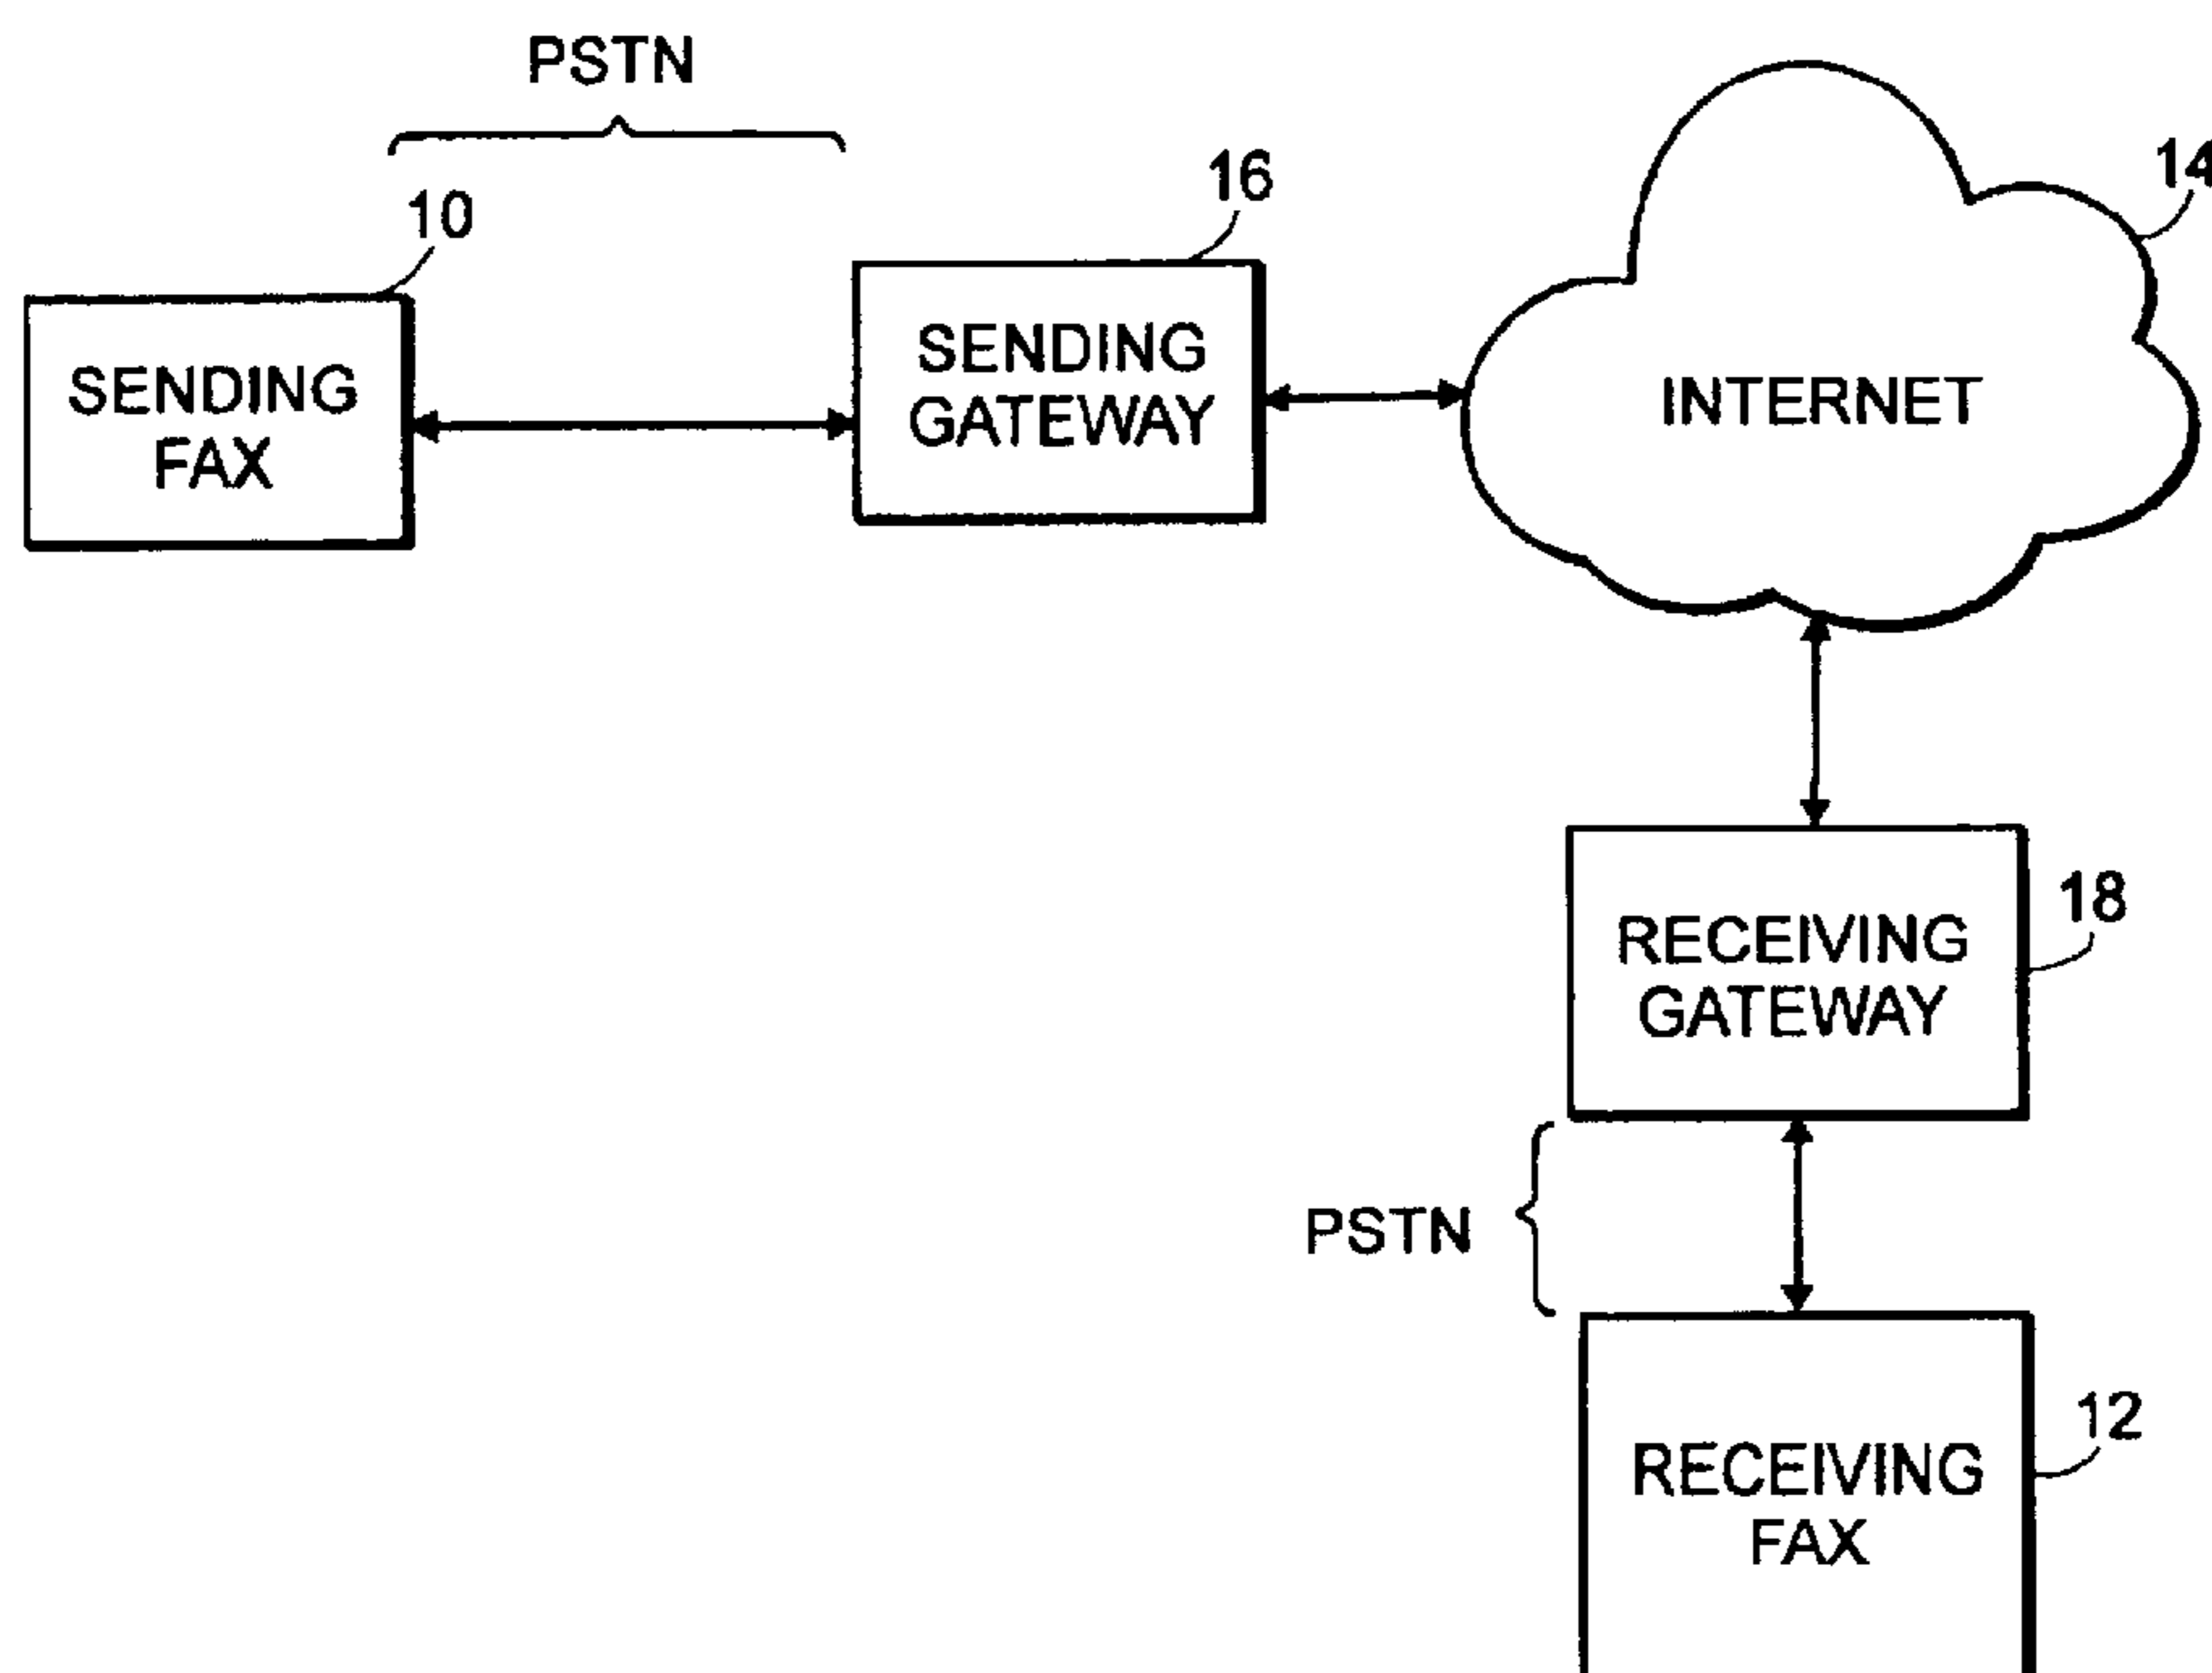 PSTN
10
16
14
SENDING
FAX
SENDING
GATEWAY
INTERNET
RECEIVING
GATEWAY
18
PSTN
12
RECEIVING
FAX